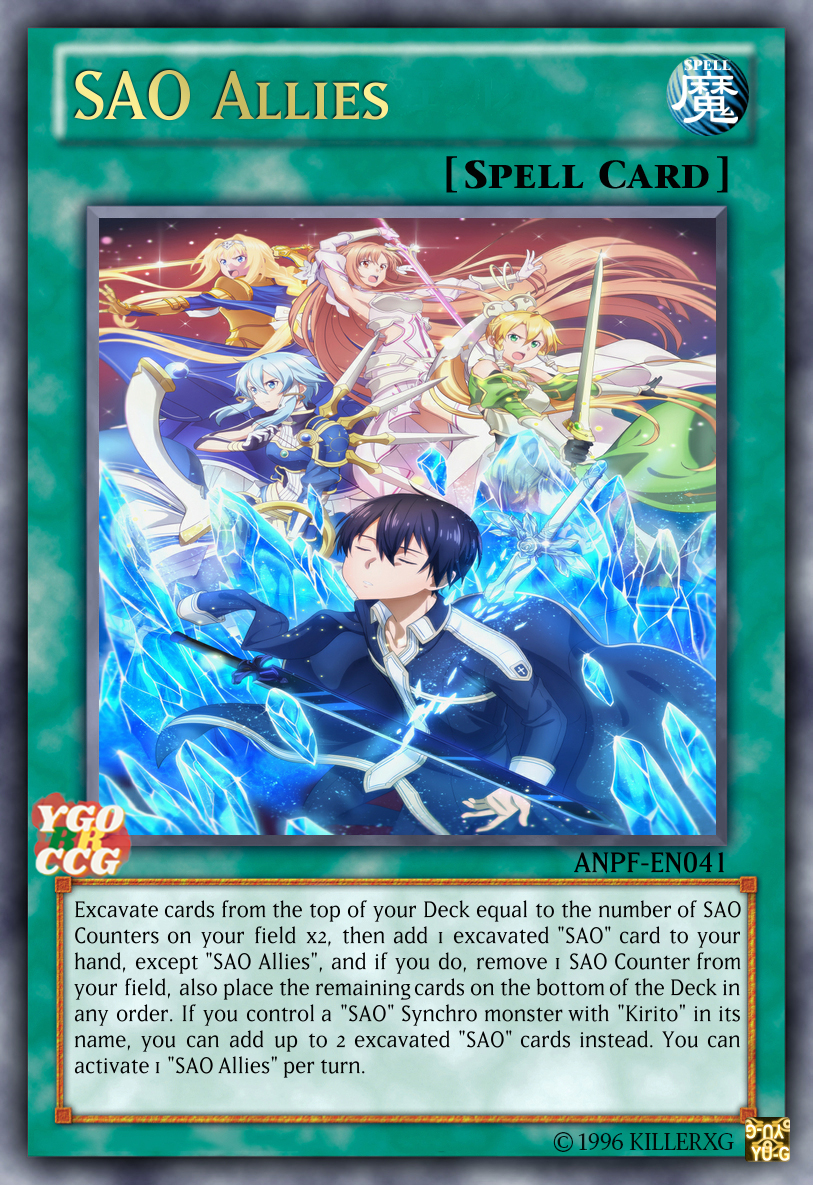 SAO Allies
SPELL
魔
[Spell Card]
YGO
CCG
ANPF-EN041
Excavate cards from the top of your Deck equal to the number of SAO
Counters on your field x2, then add 1 excavated "SAO" card to your
hand, except "SAO Allies", and if you do, remove 1 SAO Counter from
your field, also place the remaining cards on the bottom of the Deck in
any order. If you control a "SAO" Synchro monster with "Kirito" in its
name, you can add up to 2 excavated "SAO" cards instead. You can
activate 1 "SAO Allies" per turn.
© 1996 KILLERXG